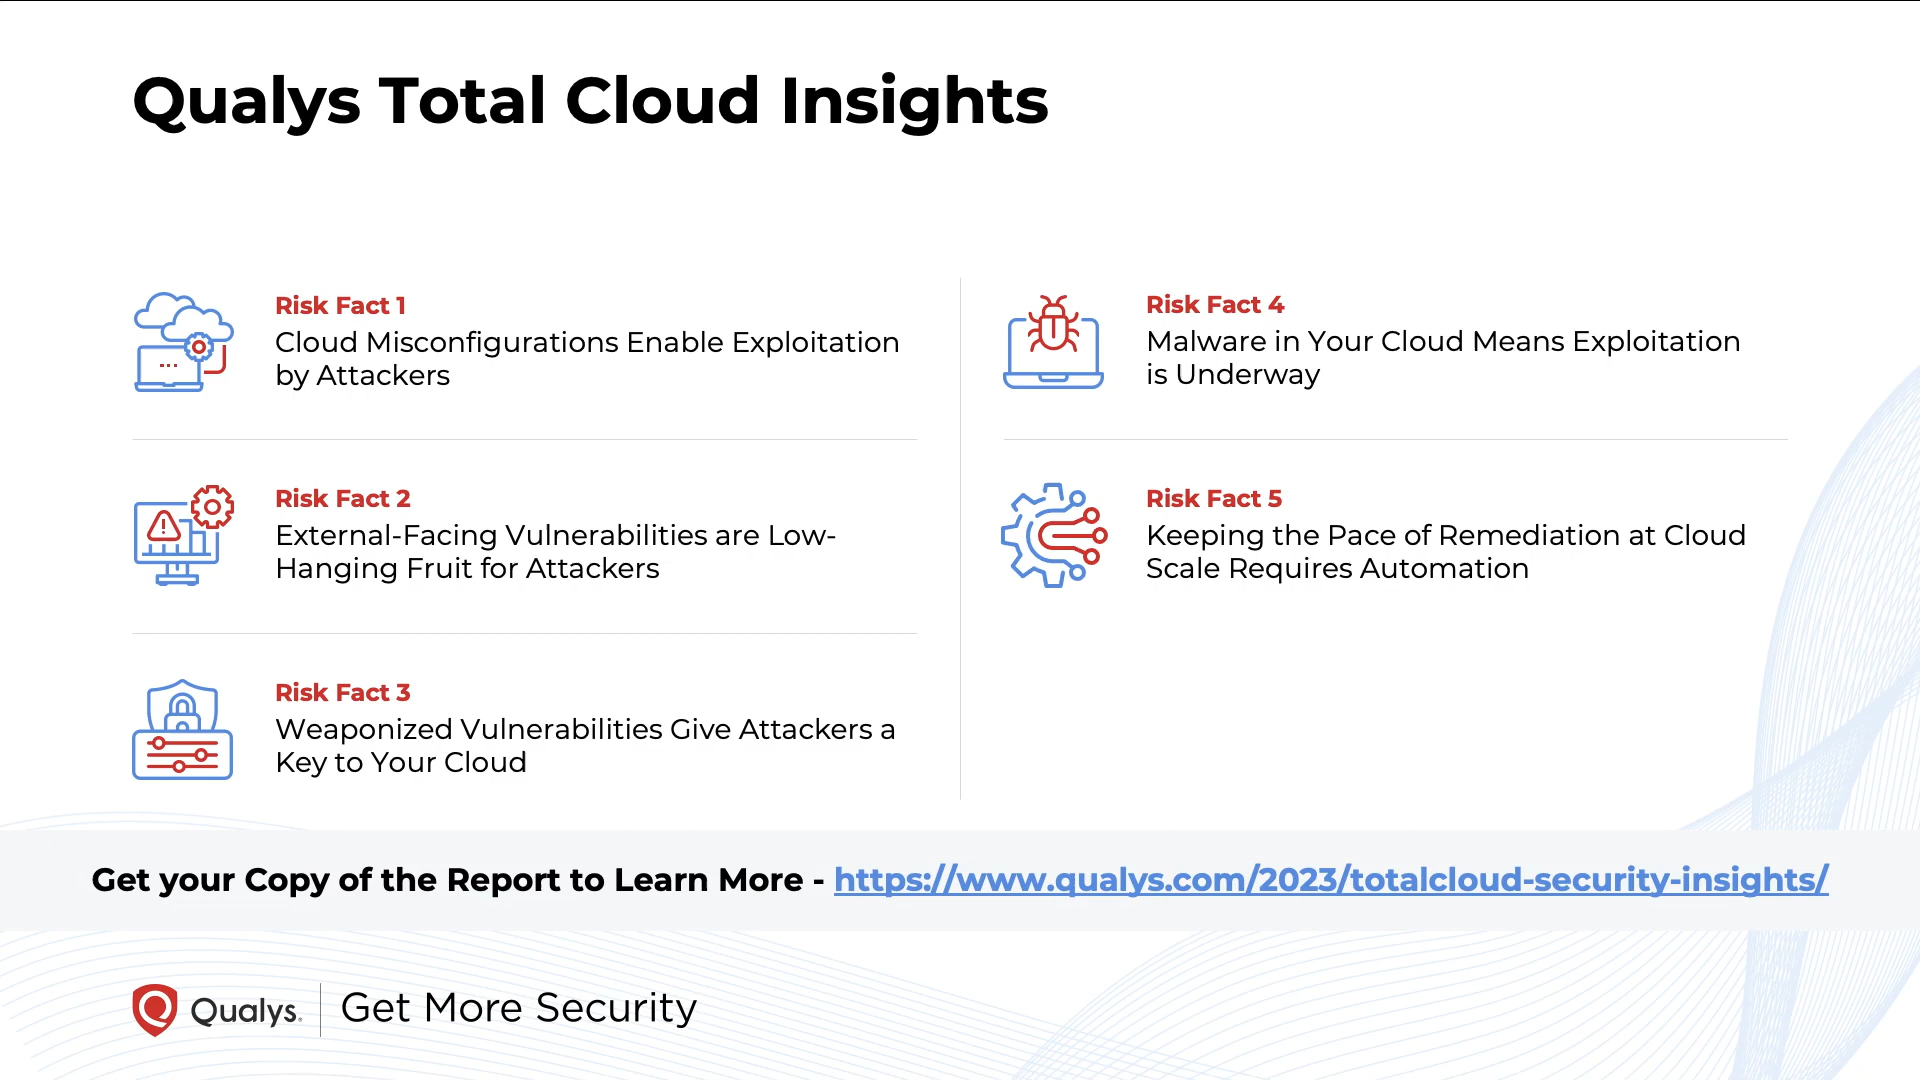 Qualys Total Cloud Insights
Risk Fact 1
Cloud Misconfigurations Enable Exploitation
by Attackers
Risk Fact 2
External-Facing Vulnerabilities are Low-
Hanging Fruit for Attackers
Risk Fact 3
Weaponized Vulnerabilities Give Attackers a
Key to Your Cloud
Risk Fact 4
Malware in Your Cloud Means Exploitation
is Underway
Risk Fact 5
Keeping the Pace of Remediation at Cloud
Scale Requires Automation
Get your Copy of the Report to Learn More - https://www.qualys.com/2023/totalcloud-security-insights/
Qualys. Get More Security